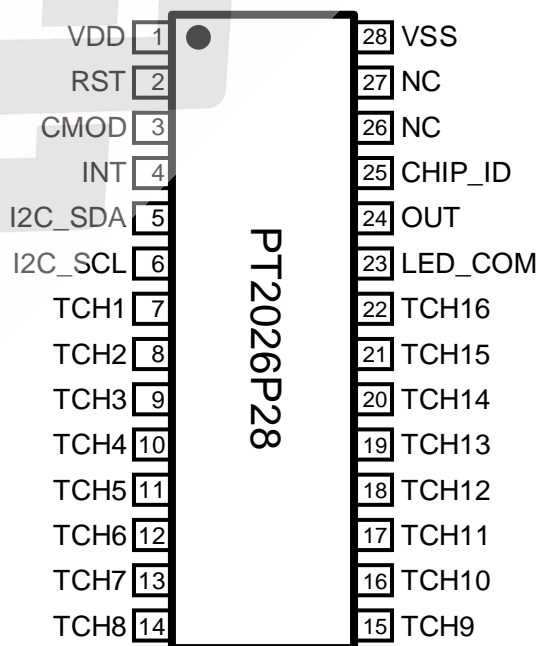 VDD 1 28 VSS
RST 2 27 NC
CMOD 3 26 NC
INT 4 25 CHIP_ID
I2C_SDA 5 24 OUT
I2C_SCL 6 23 LED_COM
TCH1 7 22 TCH16
TCH2 8 21 TCH15
TCH3 9 20 TCH14
TCH4 10 19 TCH13
TCH5 11 18 TCH12
TCH6 12 17 TCH11
TCH7 13 16 TCH10
TCH8 14 15 TCH9
PT2026P28